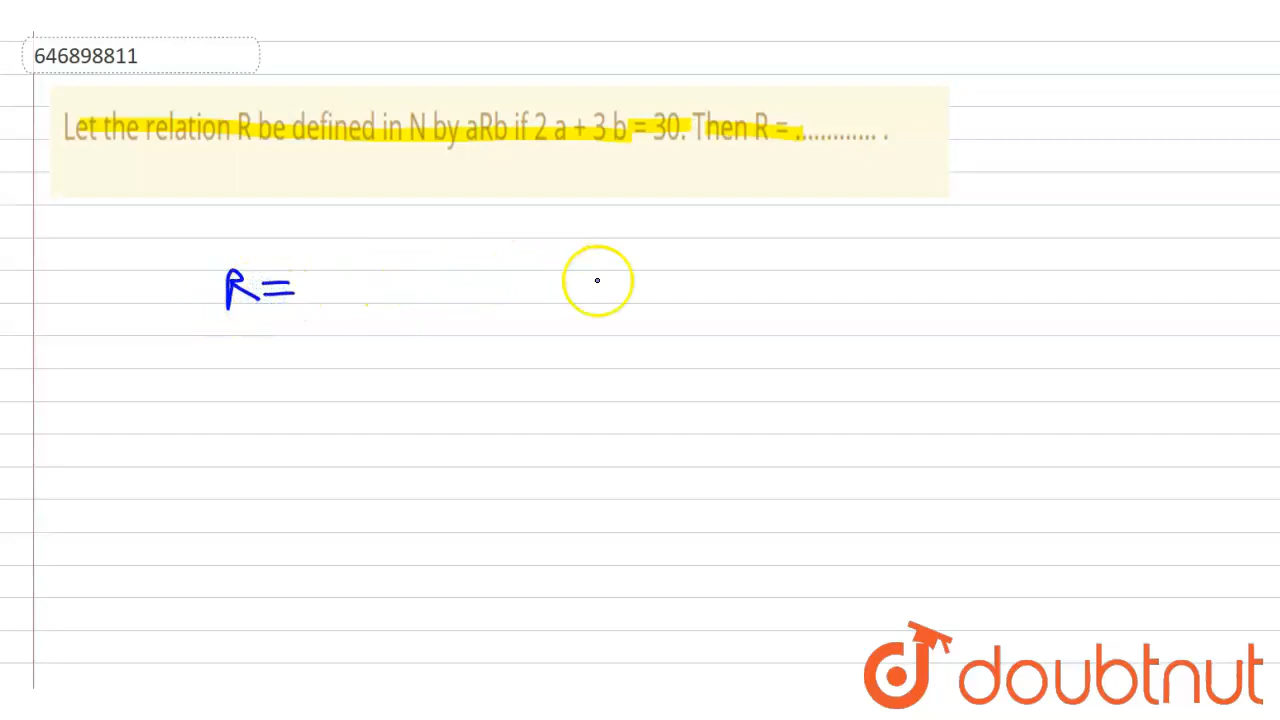 646898811
Let the relation R be defined in N by aRb if 2 a + 3 b = 30. Then R = ............. .
R=
doubtnut